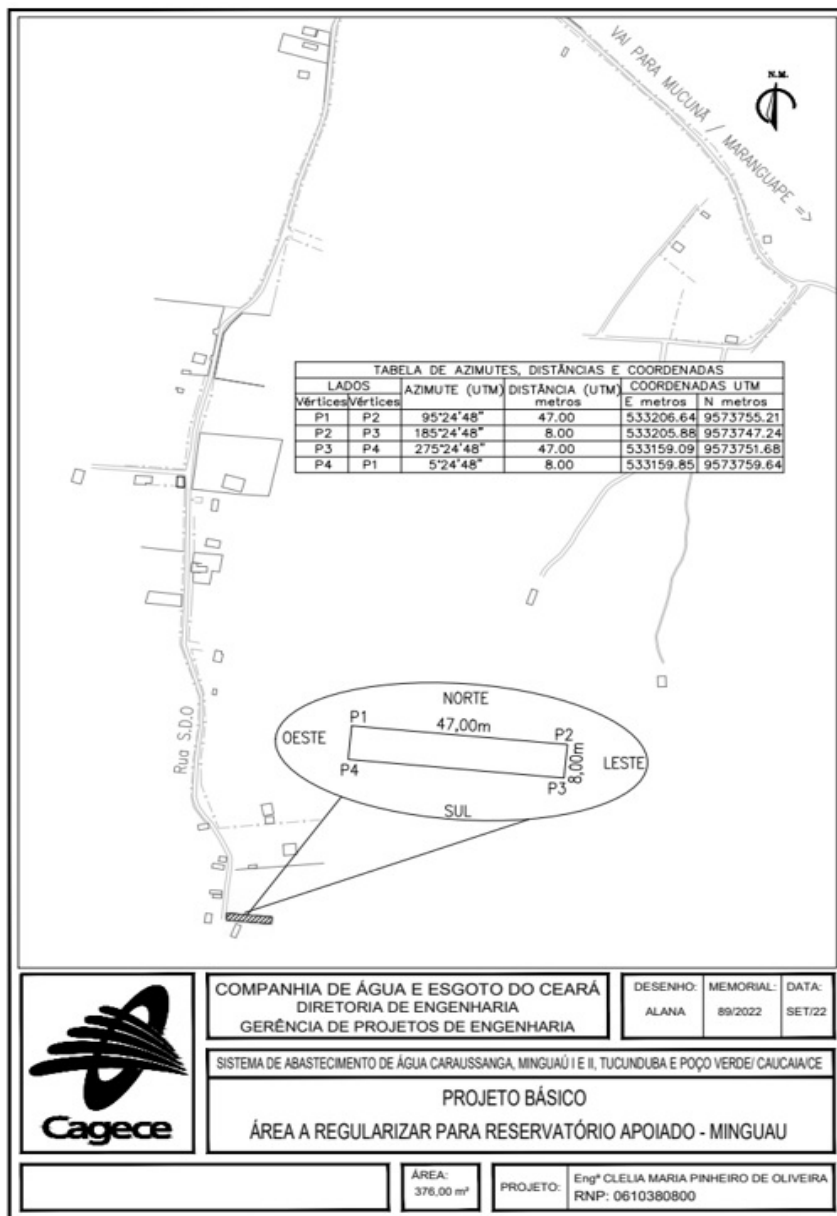 VAI PARA MUCUNÃ / MARANGUAPE =>
N.M.
TABELA DE AZIMUTES, DISTÂNCIAS E COORDENADAS
LADOS AZIMUTE (UTM) DISTÂNCIA (UTM) COORDENADAS UTM
Vértices Vértices metros E metros N metros
P1 P2 95°24'48" 47.00 533206.64 9573755.21
P2 P3 185°24'48" 8.00 533205.88 9573747.24
P3 P4 275°24'48" 47.00 533159.09 9573751.68
P4 P1 5°24'48" 8.00 533159.85 9573759.64
Rua S.D.O
NORTE
P1 47,00m P2
OESTE LESTE
P4 P3 8,00m
SUL
Cagece
COMPANHIA DE ÁGUA E ESGOTO DO CEARÁ
DIRETORIA DE ENGENHARIA
GERÊNCIA DE PROJETOS DE ENGENHARIA
DESENHO: ALANA
MEMORIAL: 89/2022
DATA: SET/22
SISTEMA DE ABASTECIMENTO DE ÁGUA CARAUSSANGA, MINGUAÚ I E II, TUCUNDUBA E POÇO VERDE/ CAUCAIA/CE
PROJETO BÁSICO
ÁREA A REGULARIZAR PARA RESERVATÓRIO APOIADO - MINGUAU
ÁREA:
376,00 m²
PROJETO:
Engª CLELIA MARIA PINHEIRO DE OLIVEIRA
RNP: 0610380800